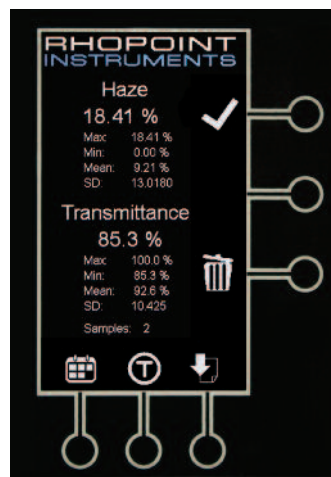 RHOPOINT
INSTRUMENTS
Haze
18.41 %
Max: 18.41 %
Min: 0.00 %
Mean: 9.21 %
SD: 13.0180
Transmittance
85.3 %
Max: 100.0 %
Min: 85.3 %
Mean: 92.6 %
SD: 10.425
Samples: 2
T